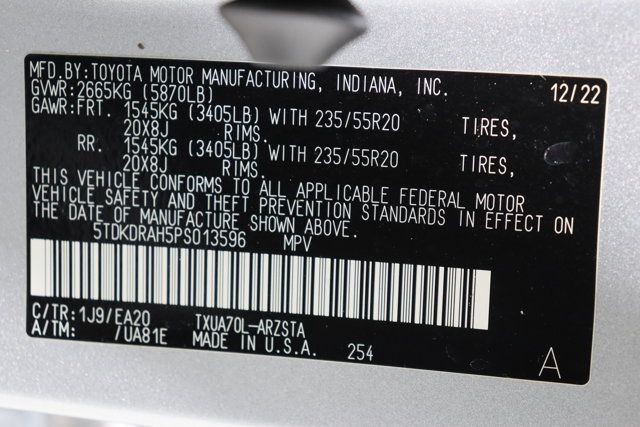 MFD.BY:TOYOTA MOTOR MANUFACTURING, INDIANA, INC. 12/22
GVWR:2665KG (5870LB)
GAWR:FRT. 1545KG (3405LB) WITH 235/55R20 TIRES,
20X8J RIMS.
RR. 1545KG (3405LB) WITH 235/55R20 TIRES,
20X8J RIMS.
THIS VEHICLE CONFORMS TO ALL APPLICABLE FEDERAL MOTOR
VEHICLE SAFETY AND THEFT PREVENTION STANDARDS IN EFFECT ON
THE DATE OF MANUFACTURE SHOWN ABOVE.
5TDKDRAH5PS013596 MPV
C/TR:1J9/EA20 TXUA70L-ARZSTA
A/TM: /UA81E MADE IN U.S.A. 254 A